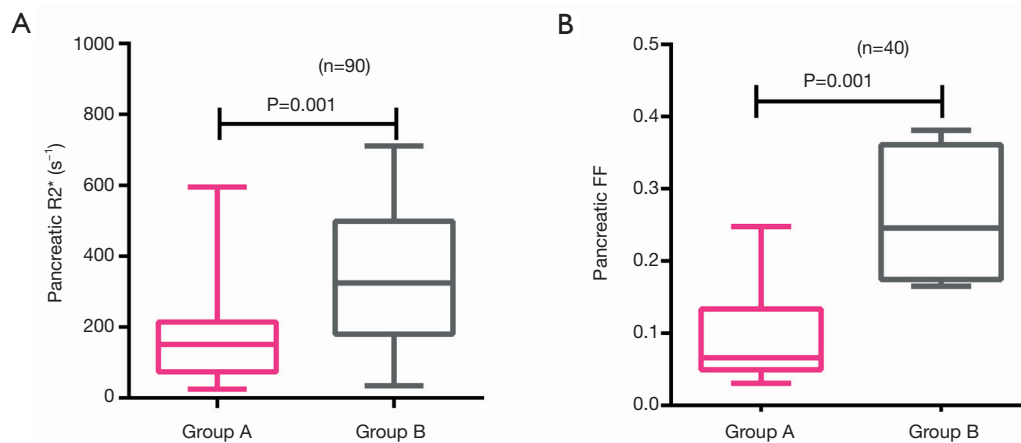 A
Pancreatic R2* (s⁻¹)
1000
800
600
400
200
0
(n=90)
P=0.001
Group A
Group B
B
Pancreatic FF
0.5
0.4
0.3
0.2
0.1
0.0
(n=40)
P=0.001
Group A
Group B